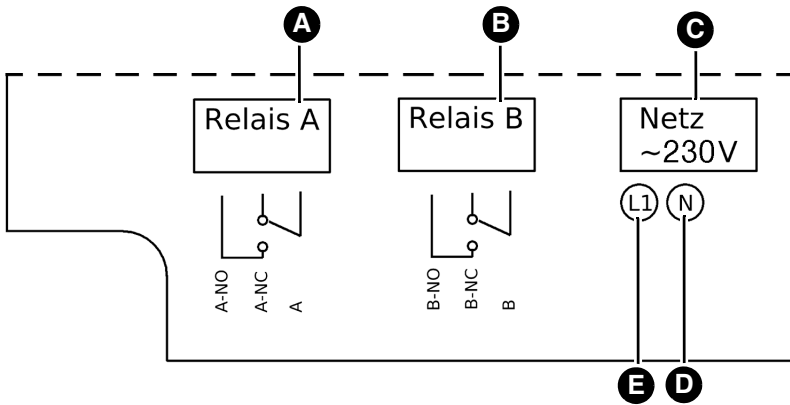 A B C
Relais A Relais B Netz
~230V
L1 N
A-NO A-NC A B-NO B-NC B
E D